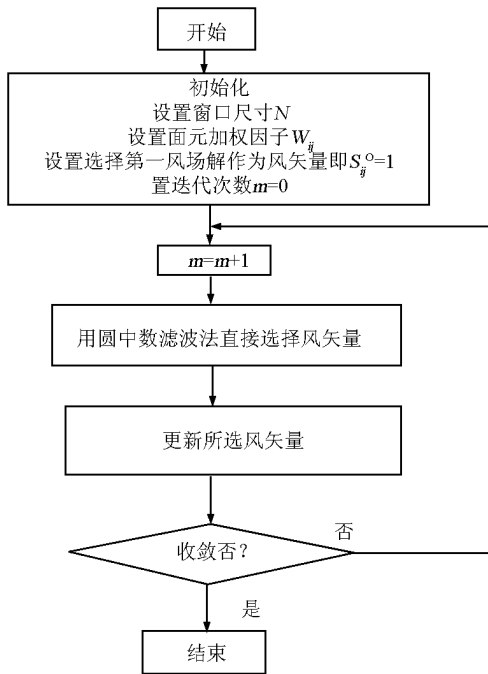 开始
初始化
设置窗口尺寸N
设置面元加权因子W_ij
设置选择第一风场解作为风矢量即S_ij^O=1
置迭代次数m=0
m=m+1
用圆中数滤波法直接选择风矢量
更新所选风矢量
收敛否?
否
是
结束